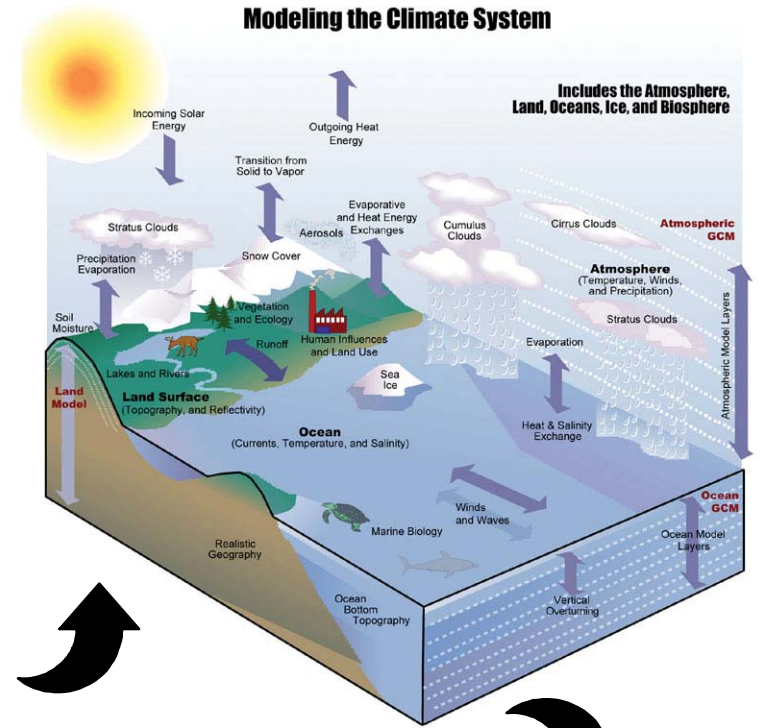 Modeling the Climate System
Includes the Atmosphere,
Land, Oceans, Ice, and Biosphere
Incoming Solar
Energy
Outgoing Heat
Energy
Transition from
Solid to Vapor
Evaporative
and Heat Energy
Exchanges
Aerosols
Stratus Clouds
Snow Cover
Cumulus
Clouds
Cirrus Clouds
Atmospheric
GCM
Precipitation
Evaporation
Atmosphere
(Temperature, Winds,
and Precipitation)
Stratus Clouds
Atmospheric Model Layers
Soil
Moisture
Vegetation
and Ecology
Human Influences
and Land Use
Runoff
Lakes and Rivers
Land
Model
Land Surface
(Topography, and Reflectivity)
Sea
Ice
Evaporation
Heat & Salinity
Exchange
Ocean
(Currents, Temperature, and Salinity)
Ocean
GCM
Winds
and Waves
Ocean Model
Layers
Marine Biology
Realistic
Geography
Ocean
Bottom
Topography
Vertical
Overturning